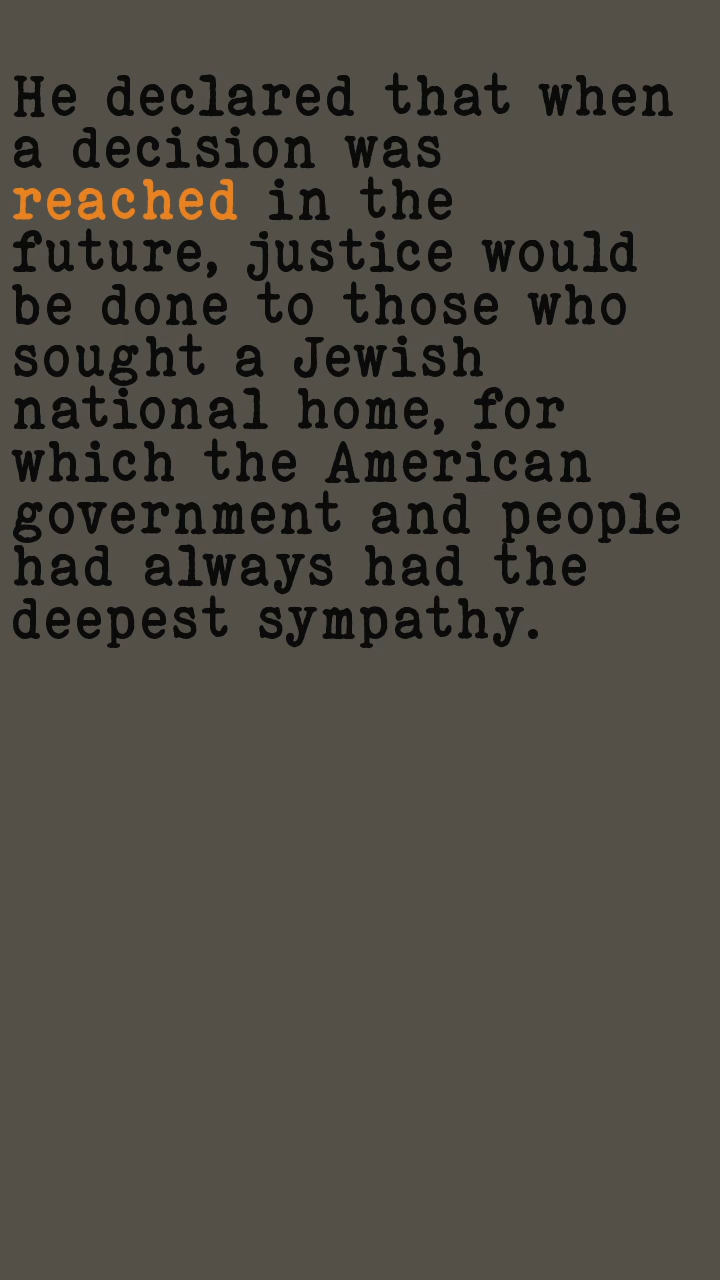 He declared that when
a decision was
reached in the
future, justice would
be done to those who
sought a Jewish
national home, for
which the American
government and people
had always had the
deepest sympathy.